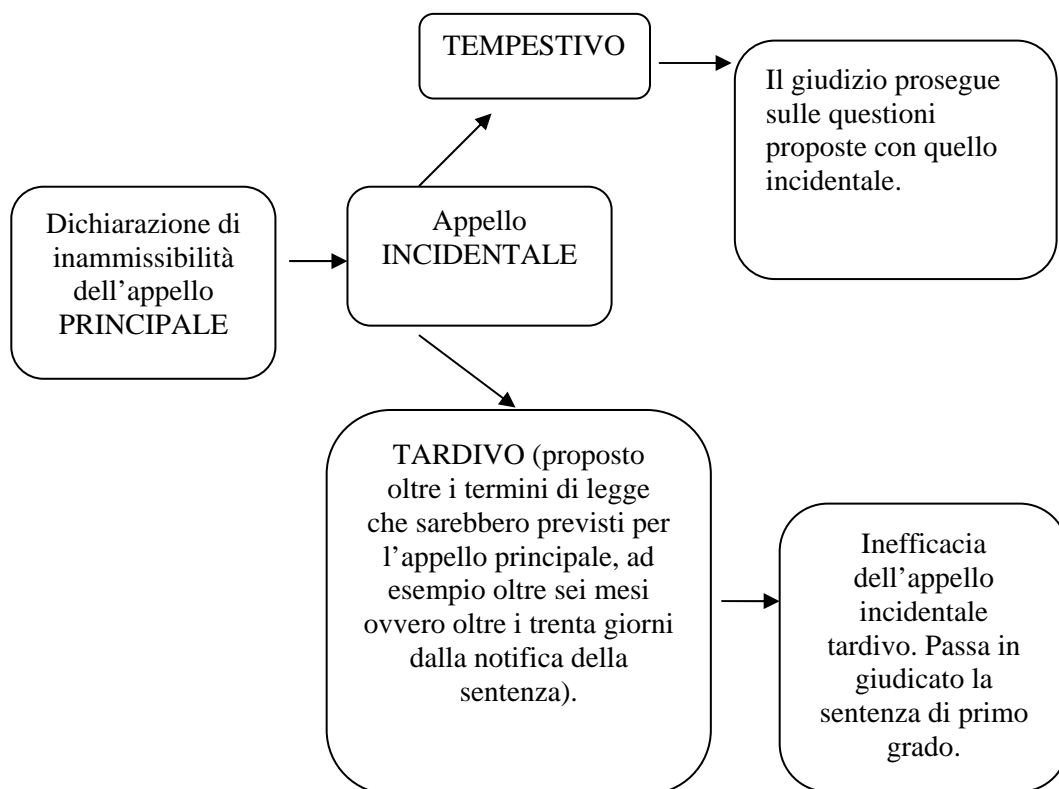 TEMPESTIVO
Il giudizio prosegue
sulle questioni
proposte con quello
incidentale.
Dichiarazione di
inammissibilità
dell’appello
PRINCIPALE
Appello
INCIDENTALE
TARDIVO (proposto
oltre i termini di legge
che sarebbero previsti per
l’appello principale, ad
esempio oltre sei mesi
ovvero oltre i trenta giorni
dalla notifica della
sentenza).
Inefficacia
dell’appello
incidentale
tardivo. Passa in
giudicato la
sentenza di primo
grado.